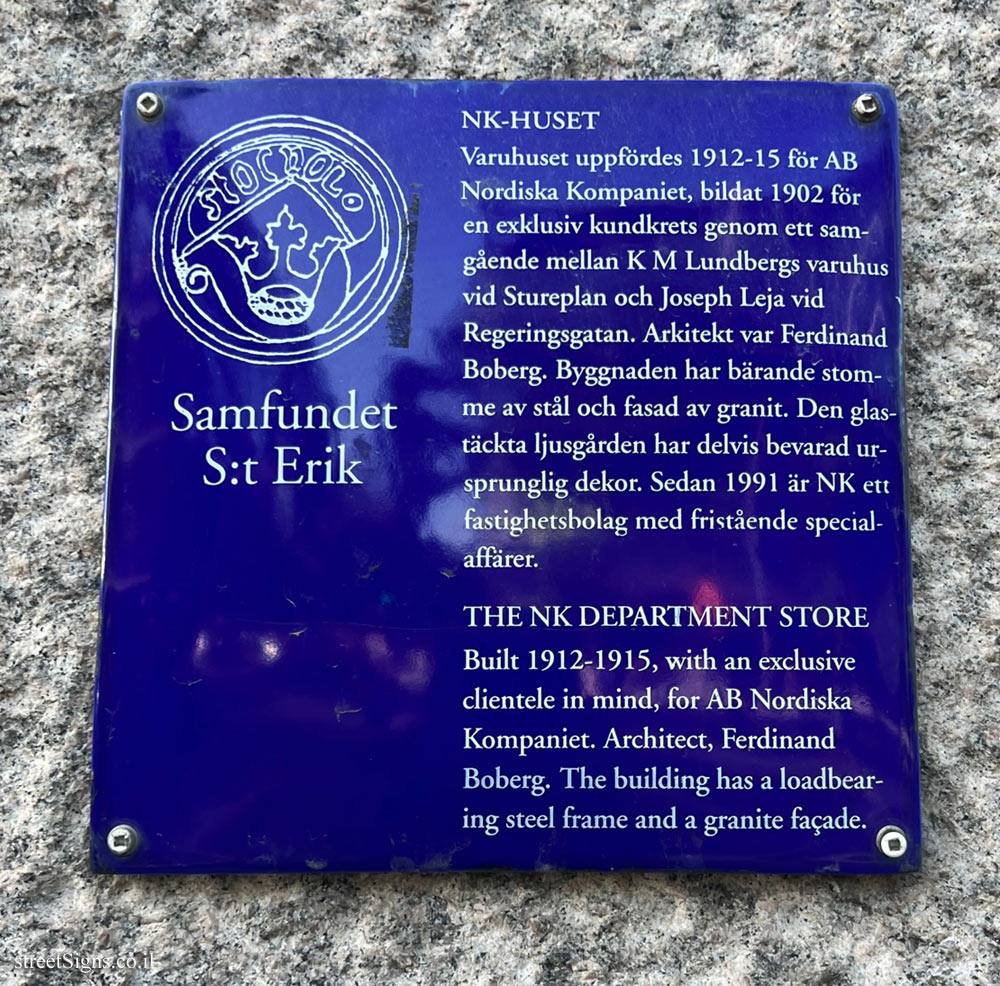 STOCHOLO
Samfundet
S:t Erik
NK-HUSET
Varuhuset uppfördes 1912-15 för AB
Nordiska Kompaniet, bildat 1902 för
en exklusiv kundkrets genom ett sam-
gående mellan K M Lundbergs varuhus
vid Stureplan och Joseph Leja vid
Regeringsgatan. Arkitekt var Ferdinand
Boberg. Byggnaden har bärande stom-
me av stål och fasad av granit. Den glas-
täckta ljusgården har delvis bevarad ur-
sprunglig dekor. Sedan 1991 är NK ett
fastighetsbolag med fristående special-
affärer.
THE NK DEPARTMENT STORE
Built 1912-1915, with an exclusive
clientele in mind, for AB Nordiska
Kompaniet. Architect, Ferdinand
Boberg. The building has a loadbear-
ing steel frame and a granite façade.
streetSigns.co.il